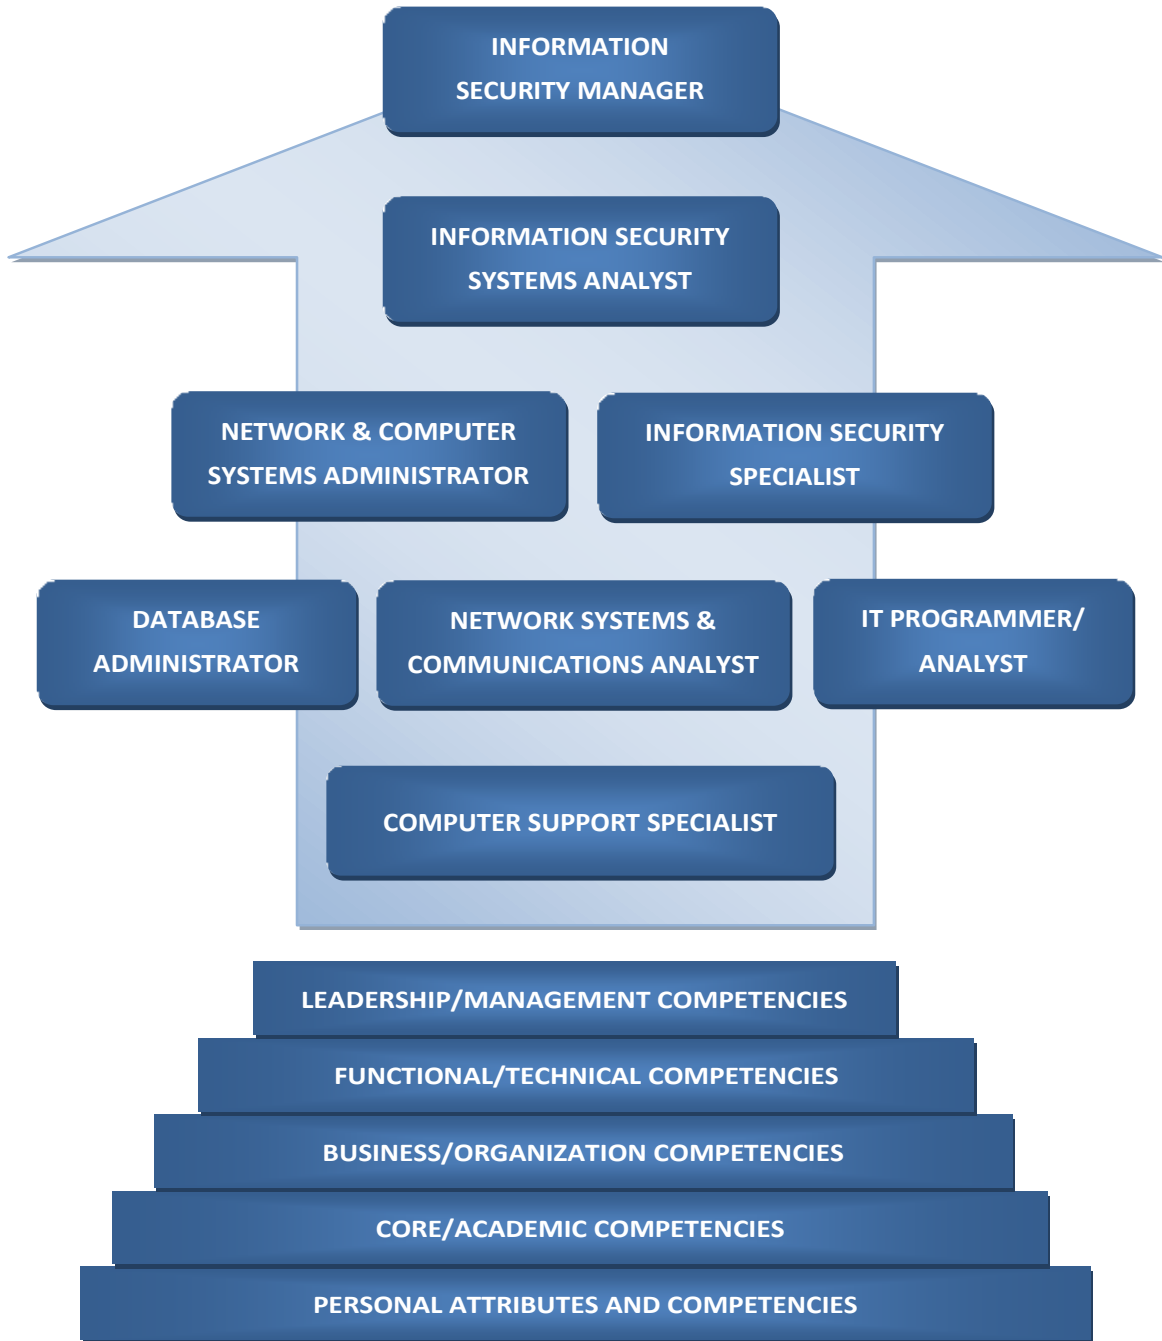 INFORMATION
SECURITY MANAGER
INFORMATION SECURITY
SYSTEMS ANALYST
NETWORK & COMPUTER
SYSTEMS ADMINISTRATOR
INFORMATION SECURITY
SPECIALIST
DATABASE
ADMINISTRATOR
NETWORK SYSTEMS &
COMMUNICATIONS ANALYST
IT PROGRAMMER/
ANALYST
COMPUTER SUPPORT SPECIALIST
LEADERSHIP/MANAGEMENT COMPETENCIES
FUNCTIONAL/TECHNICAL COMPETENCIES
BUSINESS/ORGANIZATION COMPETENCIES
CORE/ACADEMIC COMPETENCIES
PERSONAL ATTRIBUTES AND COMPETENCIES